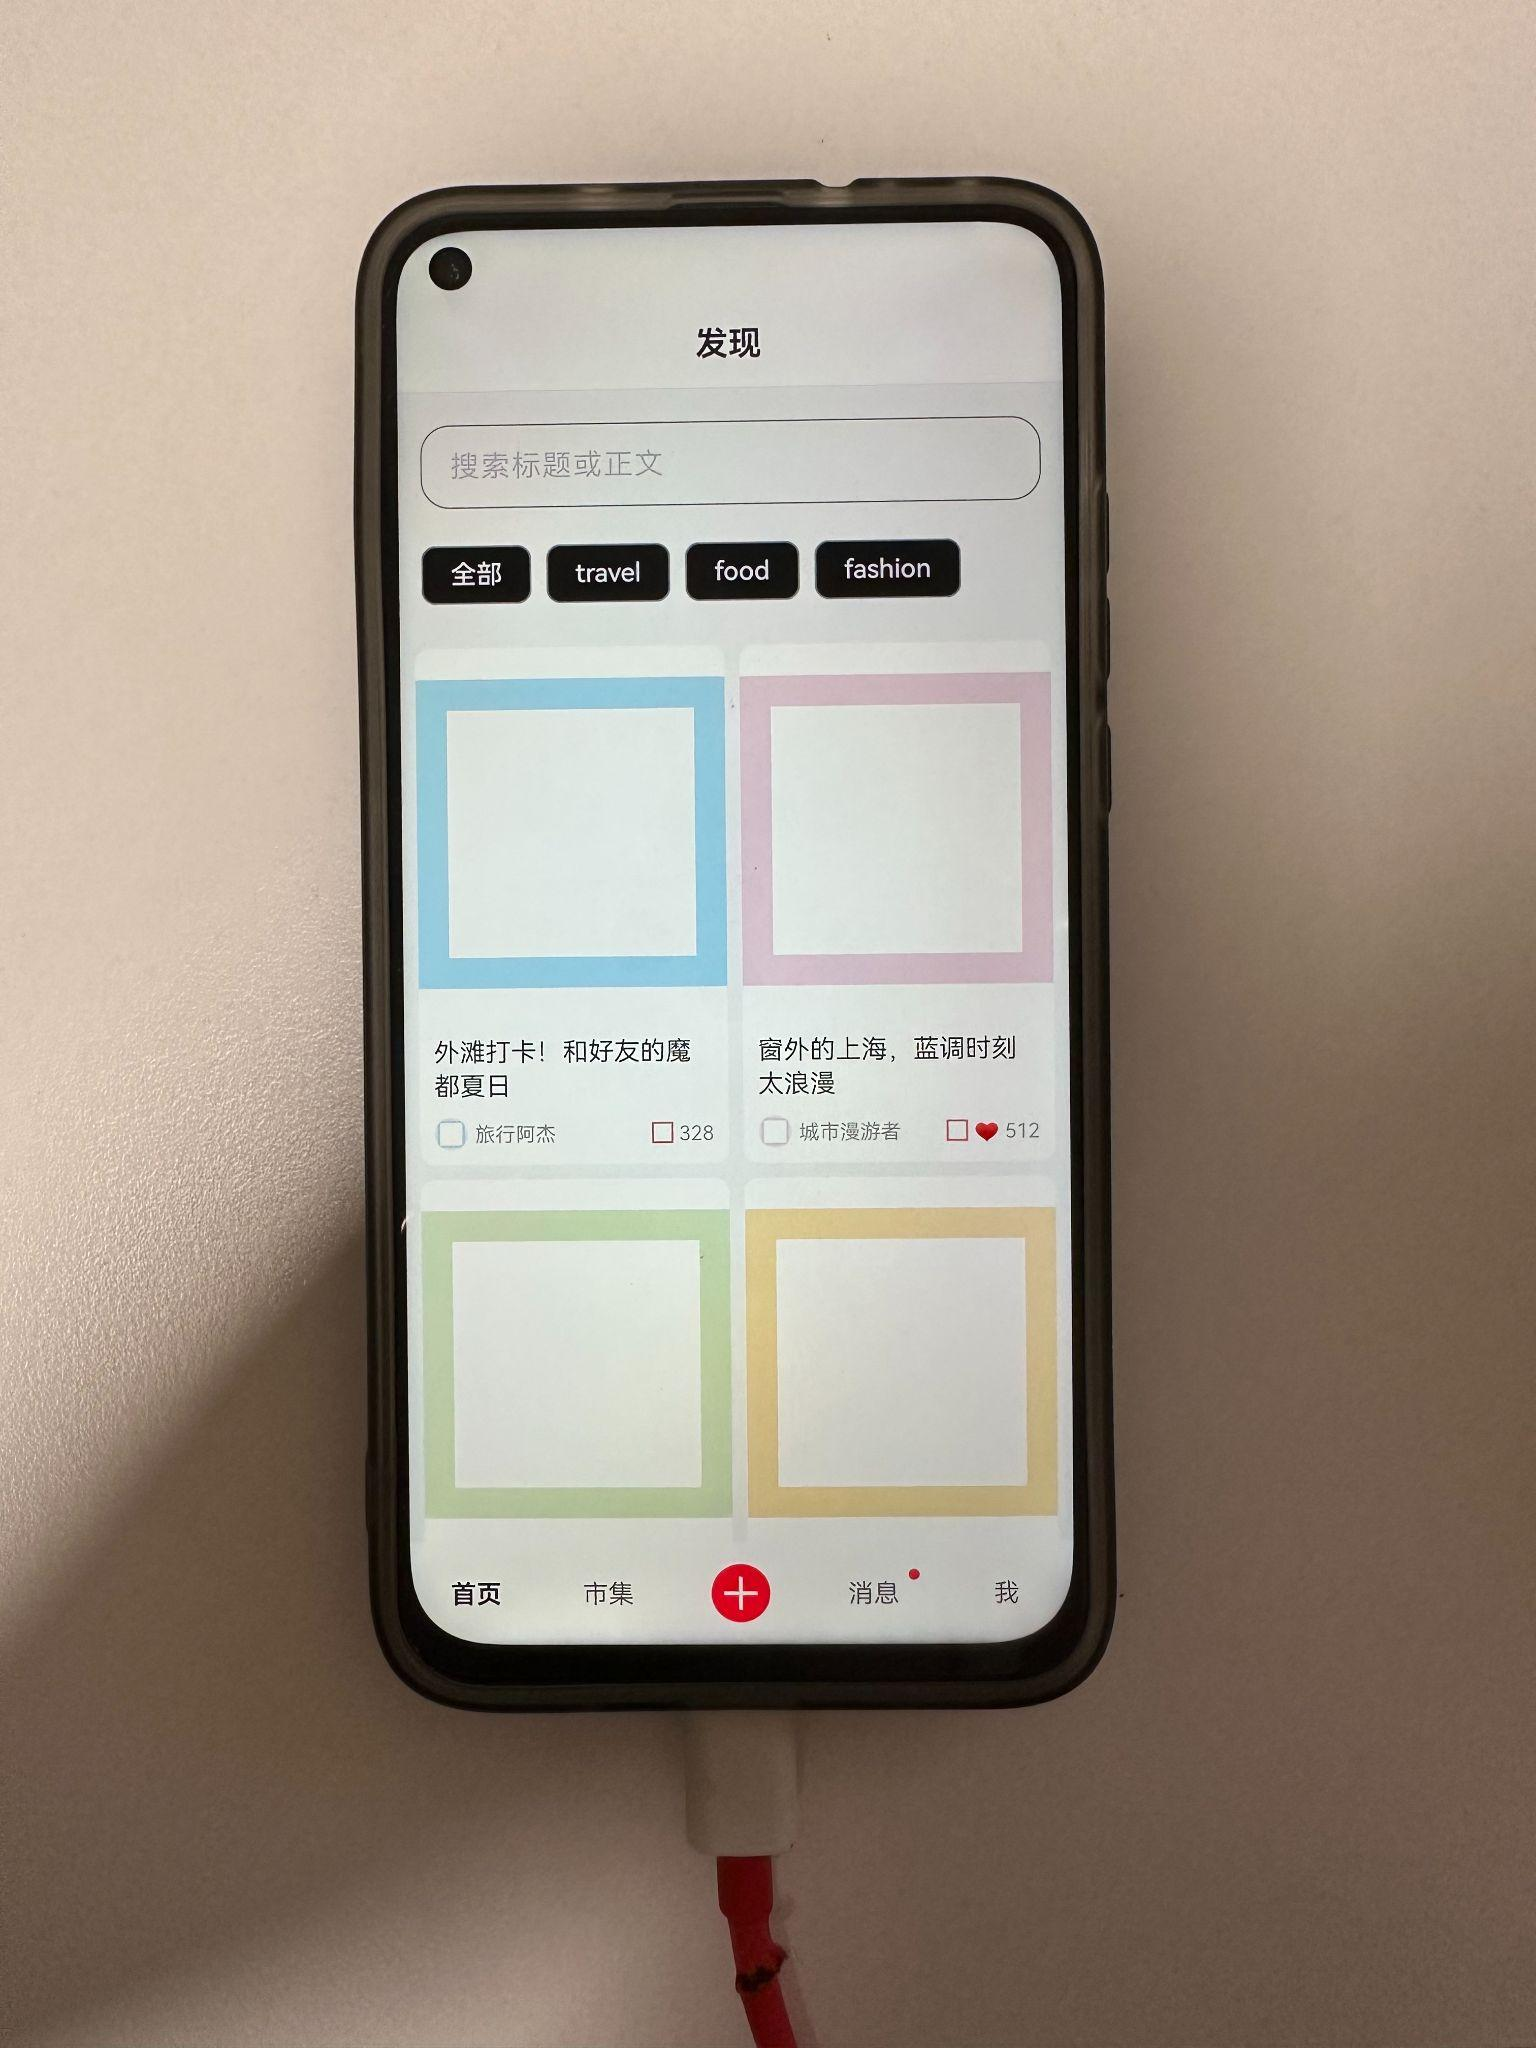 发现
搜索标题或正文
全部 travel food fashion
外滩打卡！和好友的魔
都夏日
旅行阿杰 328
窗外的上海，蓝调时刻
太浪漫
城市漫游者 ❤️ 512
首页 市集 + 消息 我